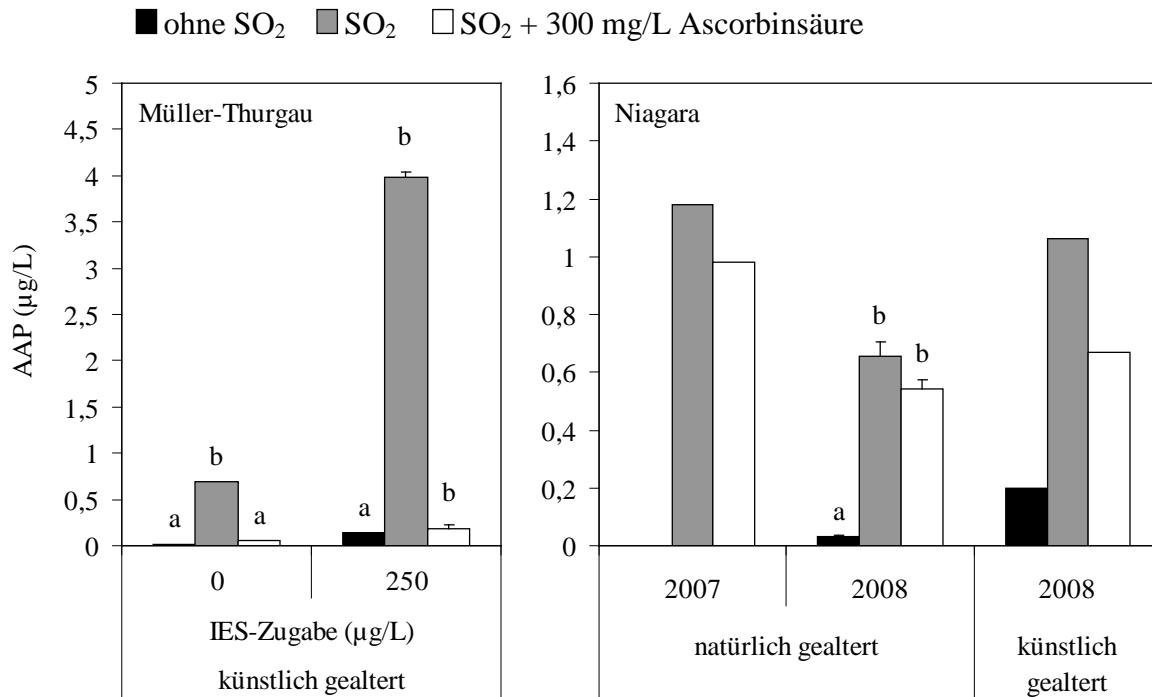 ohne SO₂ SO₂ SO₂ + 300 mg/L Ascorbinsäure
Müller-Thurgau
AAP (µg/L)
5
4,5
4
3,5
3
2,5
2
1,5
1
0,5
0
a
b
a
a
b
b
0 250
IES-Zugabe (µg/L)
künstlich gealtert
Niagara
1,6
1,4
1,2
1
0,8
0,6
0,4
0,2
0
a
b
b
2007 2008 2008
natürlich gealtert
künstlich
gealtert